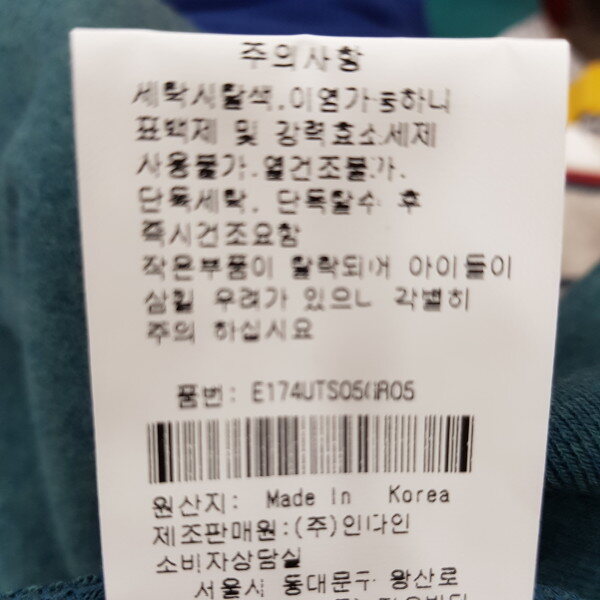 주의사항
세탁시탈색,이염가능하니
표백제 및 강력효소세제
사용불가.열건조불가.
단독세탁, 단독탈수 후
즉시건조요함
작은부품이 탈락되어 아이들이
삼킬 우려가 있으니 각별히
주의 하십시요
품번: E174UTS050GR05
원산지: Made In Korea
제조판매원:(주)인다인
소비자상담실
서울시 동대문구 왕산로